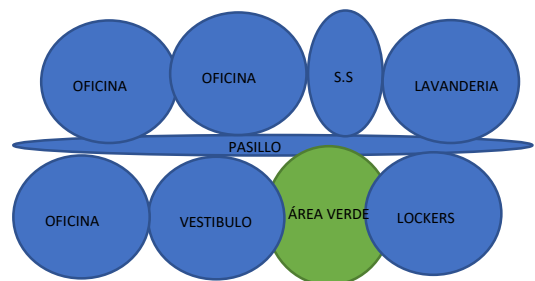 OFICINA
OFICINA
S.S
LAVANDERIA
PASILLO
OFICINA
VESTIBULO
ÁREA VERDE
LOCKERS